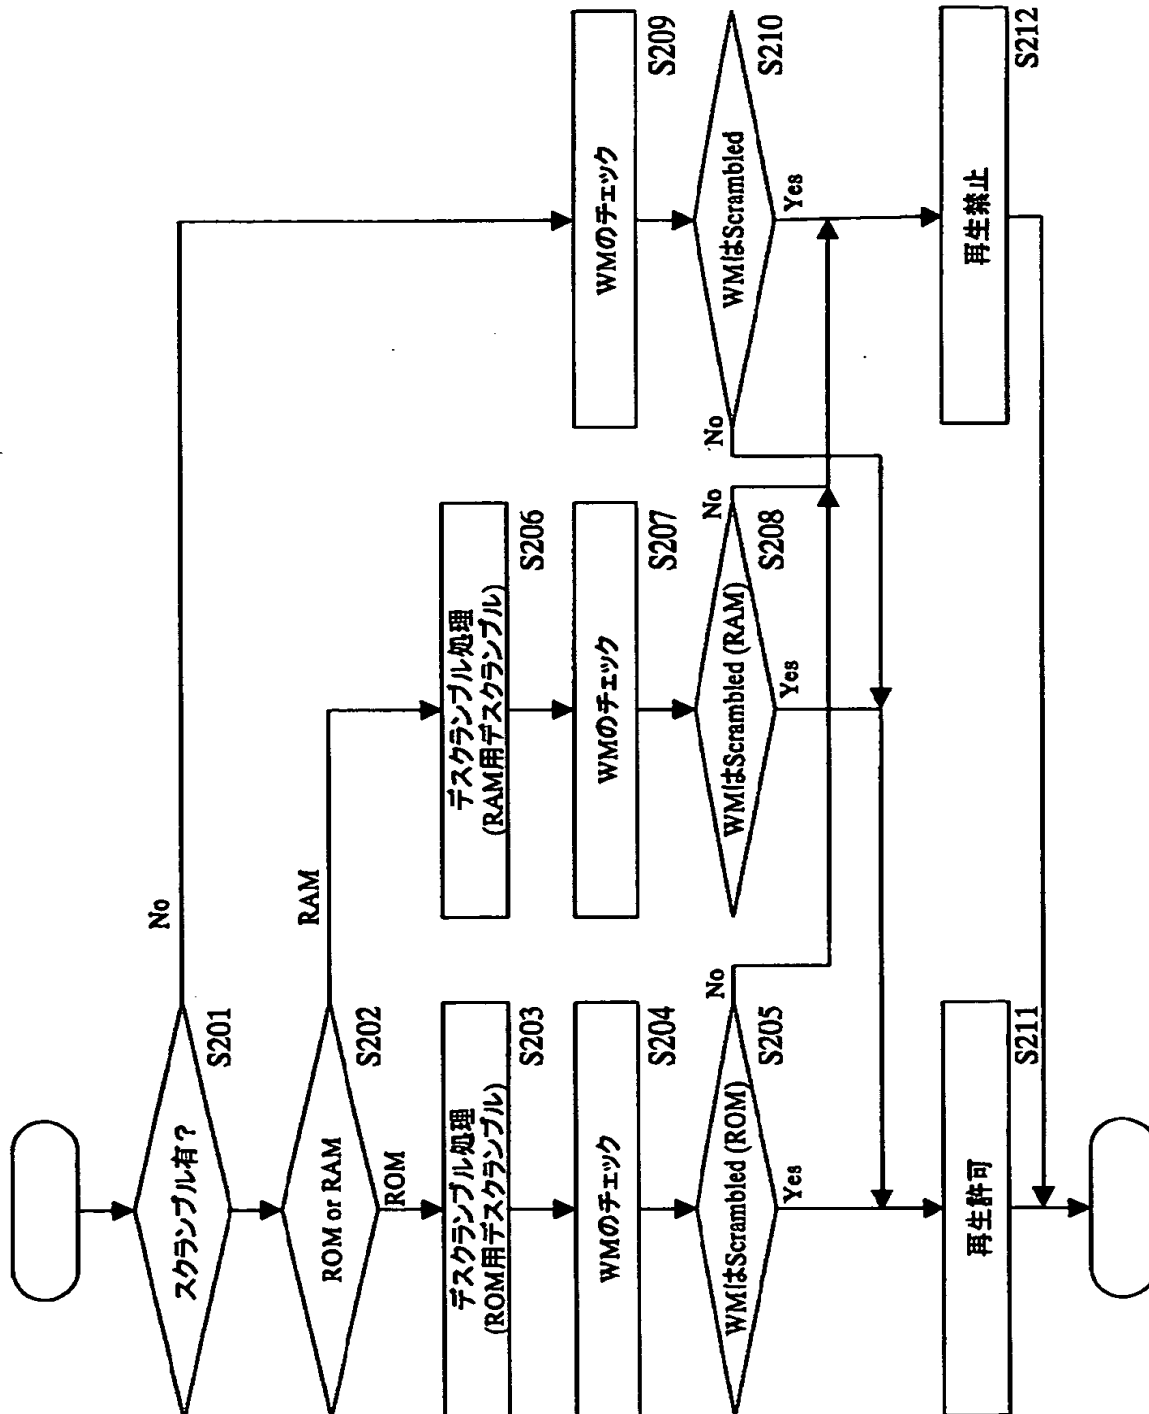 スクランブル有?
S201
No
ROM or RAM
S202
RAM
ROM
デスクランブル処理
(ROM用デスクランブル)
S203
WMのチェック
S204
WMはScrambled (ROM)
S205
No
Yes
デスクランブル処理
(RAM用デスクランブル)
S206
WMのチェック
S207
WMはScrambled (RAM)
S208
No
Yes
WMのチェック
S209
WMはScrambled
S210
No
Yes
再生許可
S211
再生禁止
S212